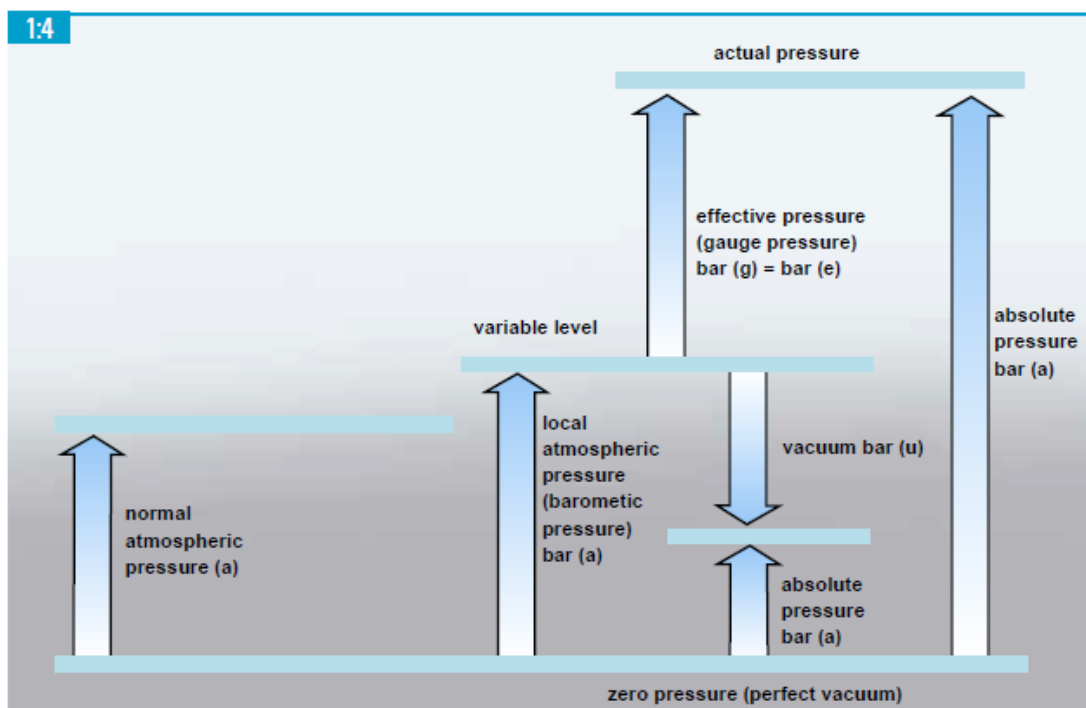 1:4
actual pressure
effective pressure
(gauge pressure)
bar (g) = bar (e)
absolute
pressure
bar (a)
variable level
local
atmospheric
pressure
(barometic
pressure)
bar (a)
vacuum bar (u)
normal
atmospheric
pressure (a)
absolute
pressure
bar (a)
zero pressure (perfect vacuum)